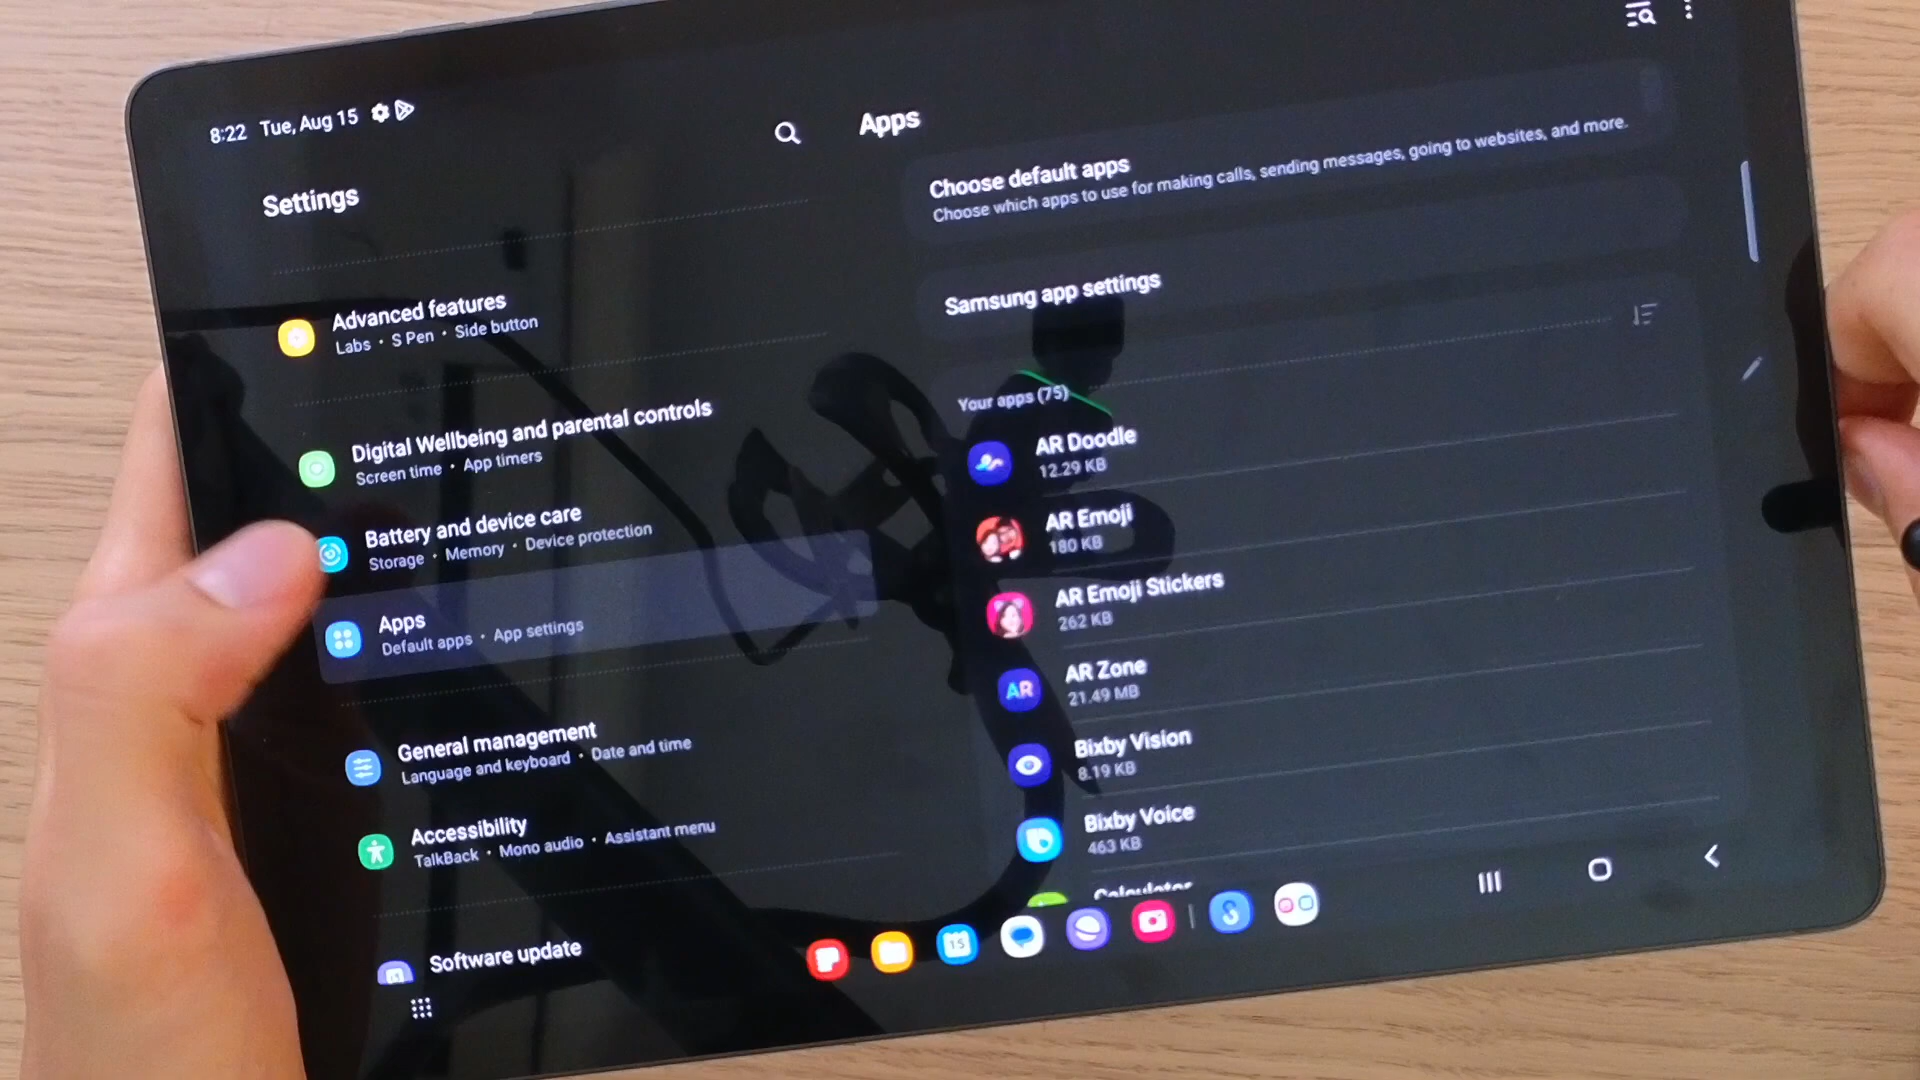 8:22 Tue, Aug 15
Settings
Advanced features
Labs • S Pen • Side button
Digital Wellbeing and parental controls
Screen time • App timers
Battery and device care
Storage • Memory • Device protection
Apps
Default apps • App settings
General management
Language and keyboard • Date and time
Accessibility
TalkBack • Mono audio • Assistant menu
Software update
Apps
Choose default apps
Choose which apps to use for making calls, sending messages, going to websites, and more.
Samsung app settings
Your apps (75)
AR Doodle
12.29 KB
AR Emoji
180 KB
AR Emoji Stickers
262 KB
AR
AR Zone
21.49 MB
Bixby Vision
8.19 KB
Bixby Voice
463 KB
Calculator
15